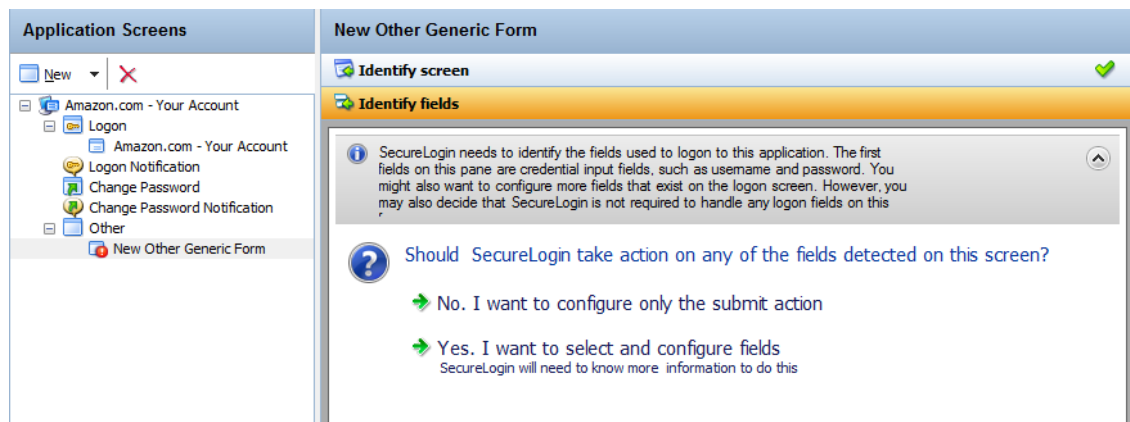 Application Screens
New
Amazon.com - Your Account
Logon
Amazon.com - Your Account
Logon Notification
Change Password
Change Password Notification
Other
New Other Generic Form
New Other Generic Form
Identify screen
Identify fields
SecureLogin needs to identify the fields used to logon to this application. The first
fields on this pane are credential input fields, such as username and password. You
might also want to configure more fields that exist on the logon screen. However, you
may also decide that SecureLogin is not required to handle any logon fields on this
Should SecureLogin take action on any of the fields detected on this screen?
No. I want to configure only the submit action
Yes. I want to select and configure fields
SecureLogin will need to know more information to do this